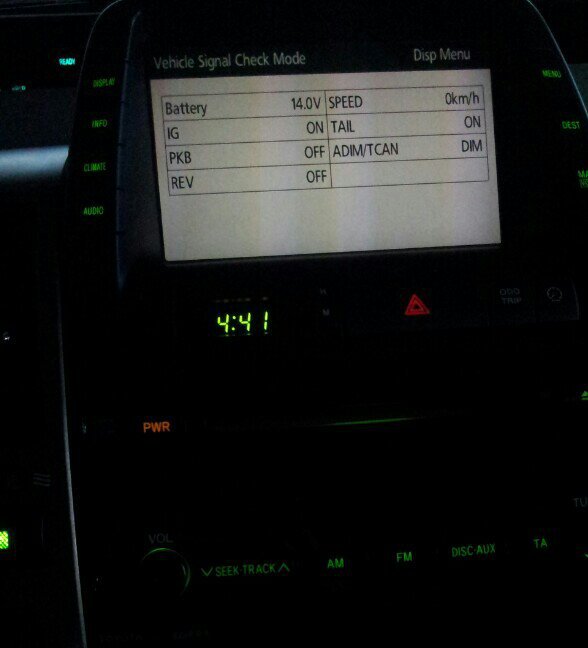 Vehicle Signal Check Mode Disp Menu
READY
DISPLAY
MENU
Battery 14.0V SPEED 0km/h
IG ON TAIL ON
PKB OFF ADIM/TCAN DIM
REV OFF
INFO
DEST
CLIMATE
AUDIO
H
M
ODO
TRIP
4:41
PWR
VOL
SEEK·TRACK
AM
FM
DISC·AUX
TA